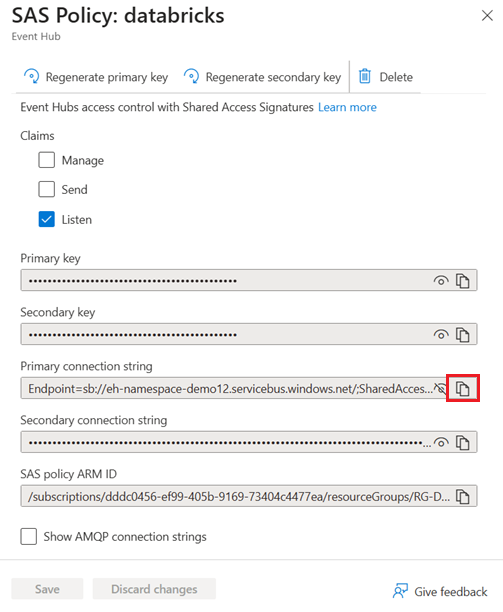 SAS Policy: databricks
Event Hub
Regenerate primary key Regenerate secondary key Delete
Event Hubs access control with Shared Access Signatures Learn more
Claims
Manage
Send
Listen
Primary key
••••••••••••••••••••••••••••••••••••••••••••
Secondary key
••••••••••••••••••••••••••••••••••••••••••••
Primary connection string
Endpoint=sb://eh-namespace-demo12.servicebus.windows.net/;SharedAcces...
Secondary connection string
••••••••••••••••••••••••••••••••••••••••••••••••••••••••••••••••••••••••••...
SAS policy ARM ID
/subscriptions/dddc0456-ef99-405b-9169-73404c4477ea/resourceGroups/RG-D...
Show AMQP connection strings
Save Discard changes Give feedback